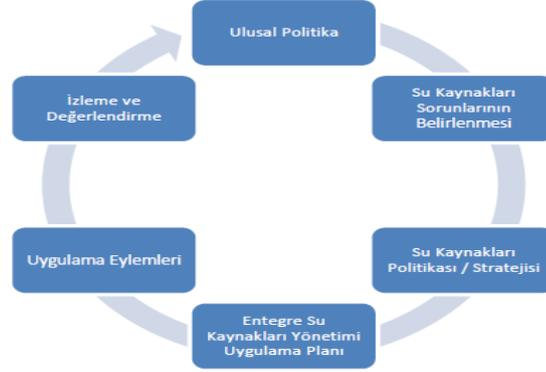 Ulusal Politika
Su Kaynakları
Sorunlarının
Belirlenmesi
Su Kaynakları
Politikası / Stratejisi
Entegre Su
Kaynakları Yönetimi
Uygulama Planı
Uygulama Eylemleri
İzleme ve
Değerlendirme